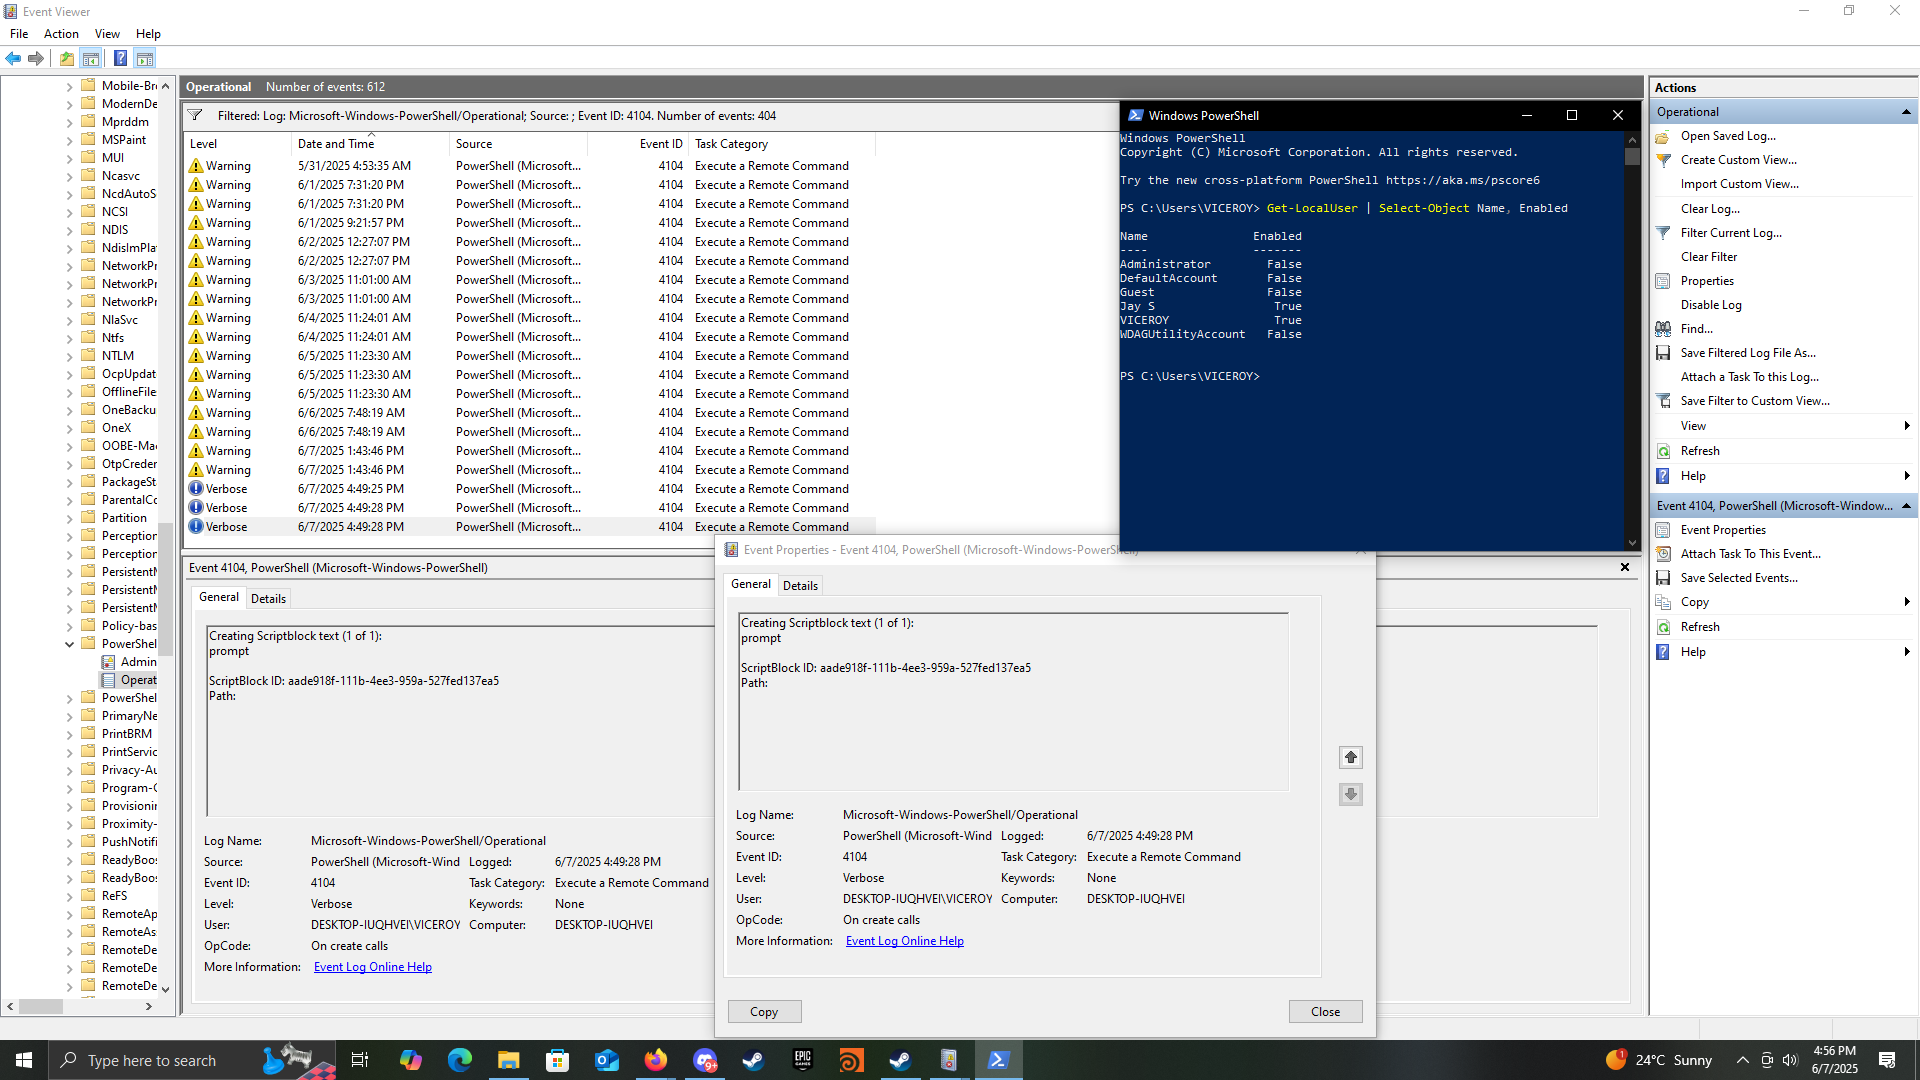 Event Viewer
File Action View Help
Mobile-Bro
ModernDe
Mprddm
MSPaint
MUI
Ncasvc
NcdAutoS
NCSI
NDIS
NdisImPlat
NetworkPr
NetworkPr
NetworkPr
NlaSvc
Ntfs
NTLM
OcpUpdat
OfflineFile
OneBacku
OneX
OOBE-Mac
OtpCreder
PackageSt
ParentalCo
Partition
Perception
Perception
PersistentM
PersistentM
PersistentM
Policy-bas
PowerShel
Admin
Operat
PowerShel
PrimaryNe
PrintBRM
PrintServic
Privacy-Au
Program-C
Provisionin
Proximity-
PushNotifi
ReadyBoos
ReadyBoos
ReFS
RemoteAp
RemoteAss
RemoteDe
RemoteDe
RemoteDe
Operational Number of events: 612
Filtered: Log: Microsoft-Windows-PowerShell/Operational; Source: ; Event ID: 4104. Number of events: 404
Level Date and Time Source Event ID Task Category
Warning 5/31/2025 4:53:35 AM PowerShell (Microsoft... 4104 Execute a Remote Command
Warning 6/1/2025 7:31:20 PM PowerShell (Microsoft... 4104 Execute a Remote Command
Warning 6/1/2025 7:31:20 PM PowerShell (Microsoft... 4104 Execute a Remote Command
Warning 6/1/2025 9:21:57 PM PowerShell (Microsoft... 4104 Execute a Remote Command
Warning 6/2/2025 12:27:07 PM PowerShell (Microsoft... 4104 Execute a Remote Command
Warning 6/2/2025 12:27:07 PM PowerShell (Microsoft... 4104 Execute a Remote Command
Warning 6/3/2025 11:01:00 AM PowerShell (Microsoft... 4104 Execute a Remote Command
Warning 6/3/2025 11:01:00 AM PowerShell (Microsoft... 4104 Execute a Remote Command
Warning 6/4/2025 11:24:01 AM PowerShell (Microsoft... 4104 Execute a Remote Command
Warning 6/4/2025 11:24:01 AM PowerShell (Microsoft... 4104 Execute a Remote Command
Warning 6/5/2025 11:23:30 AM PowerShell (Microsoft... 4104 Execute a Remote Command
Warning 6/5/2025 11:23:30 AM PowerShell (Microsoft... 4104 Execute a Remote Command
Warning 6/5/2025 11:23:30 AM PowerShell (Microsoft... 4104 Execute a Remote Command
Warning 6/6/2025 7:48:19 AM PowerShell (Microsoft... 4104 Execute a Remote Command
Warning 6/6/2025 7:48:19 AM PowerShell (Microsoft... 4104 Execute a Remote Command
Warning 6/7/2025 1:43:46 PM PowerShell (Microsoft... 4104 Execute a Remote Command
Warning 6/7/2025 1:43:46 PM PowerShell (Microsoft... 4104 Execute a Remote Command
Verbose 6/7/2025 4:49:25 PM PowerShell (Microsoft... 4104 Execute a Remote Command
Verbose 6/7/2025 4:49:28 PM PowerShell (Microsoft... 4104 Execute a Remote Command
Verbose 6/7/2025 4:49:28 PM PowerShell (Microsoft... 4104 Execute a Remote Command
Event 4104, PowerShell (Microsoft-Windows-PowerShell)
General Details
Creating Scriptblock text (1 of 1):
prompt
ScriptBlock ID: aade918f-111b-4ee3-959a-527fed137ea5
Path:
Log Name: Microsoft-Windows-PowerShell/Operational
Source: PowerShell (Microsoft-Wind Logged: 6/7/2025 4:49:28 PM
Event ID: 4104 Task Category: Execute a Remote Command
Level: Verbose Keywords: None
User: DESKTOP-IUQHVEI\VICEROY Computer: DESKTOP-IUQHVEI
OpCode: On create calls
More Information: Event Log Online Help
Event Properties - Event 4104, PowerShell (Microsoft-Windows-PowerShell)
General Details
Creating Scriptblock text (1 of 1):
prompt
ScriptBlock ID: aade918f-111b-4ee3-959a-527fed137ea5
Path:
Log Name: Microsoft-Windows-PowerShell/Operational
Source: PowerShell (Microsoft-Wind Logged: 6/7/2025 4:49:28 PM
Event ID: 4104 Task Category: Execute a Remote Command
Level: Verbose Keywords: None
User: DESKTOP-IUQHVEI\VICEROY Computer: DESKTOP-IUQHVEI
OpCode: On create calls
More Information: Event Log Online Help
Copy Close
Windows PowerShell
Windows PowerShell
Copyright (C) Microsoft Corporation. All rights reserved.
Try the new cross-platform PowerShell https://aka.ms/pscore6
PS C:\Users\VICEROY> Get-LocalUser | Select-Object Name, Enabled
Name Enabled
---- -------
Administrator False
DefaultAccount False
Guest False
Jay S True
VICEROY True
WDAGUtilityAccount False
PS C:\Users\VICEROY>
Actions
Operational
Open Saved Log...
Create Custom View...
Import Custom View...
Clear Log...
Filter Current Log...
Clear Filter
Properties
Disable Log
Find...
Save Filtered Log File As...
Attach a Task To this Log...
Save Filter to Custom View...
View
Refresh
Help
Event 4104, PowerShell (Microsoft-Window...
Event Properties
Attach Task To This Event...
Save Selected Events...
Copy
Refresh
Help
Type here to search
9+
EPIC
GAMES
1
24°C Sunny
4:56 PM
6/7/2025